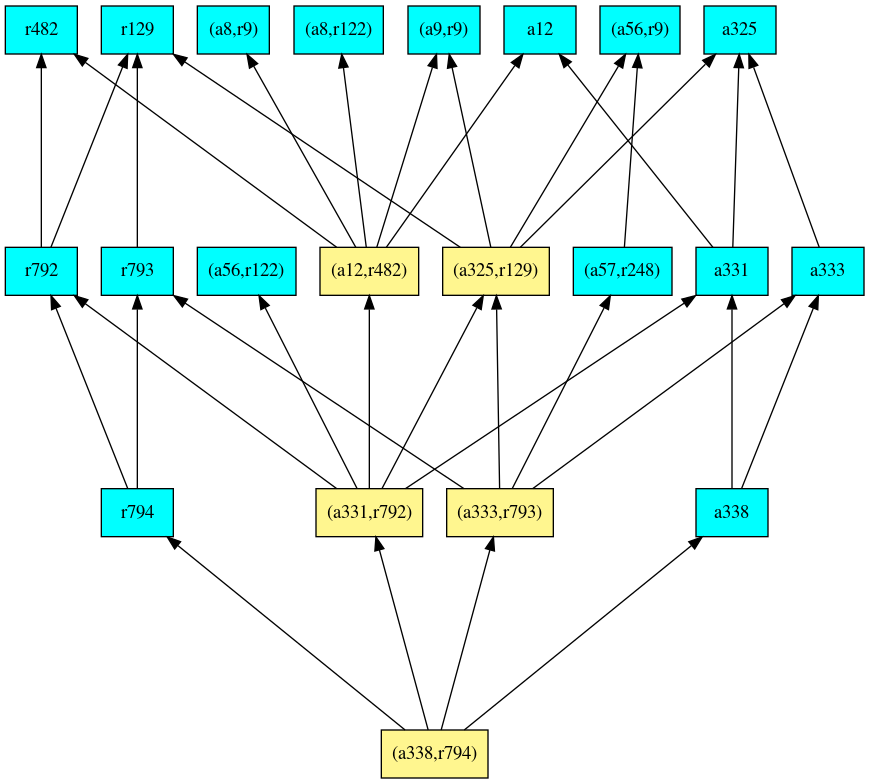 r482
r129
(a8,r9)
(a8,r122)
(a9,r9)
a12
(a56,r9)
a325
r792
r793
(a56,r122)
(a12,r482)
(a325,r129)
(a57,r248)
a331
a333
r794
(a331,r792)
(a333,r793)
a338
(a338,r794)